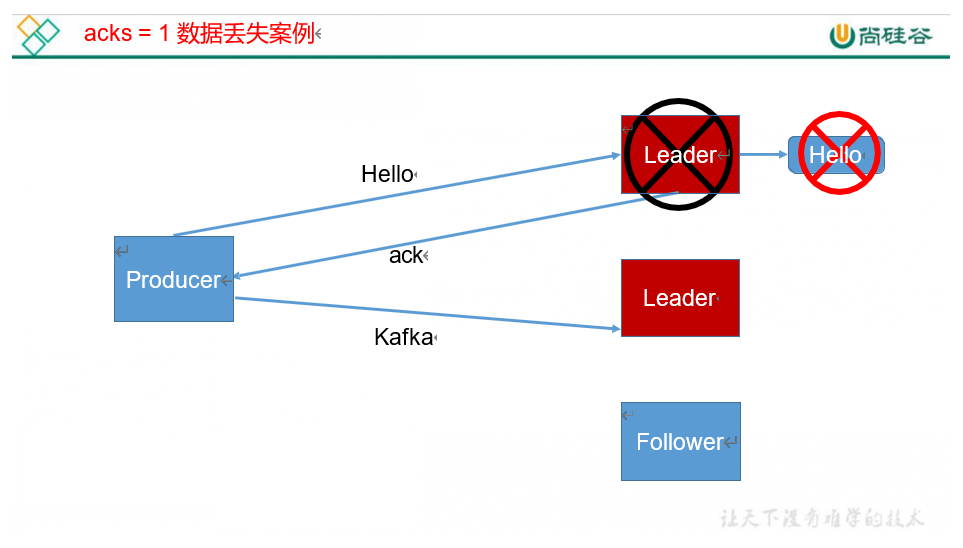 acks = 1 数据丢失案例
尚硅谷
Leader
Hello
Hello
ack
Producer
Leader
Kafka
Follower
让天下没有难学的技术